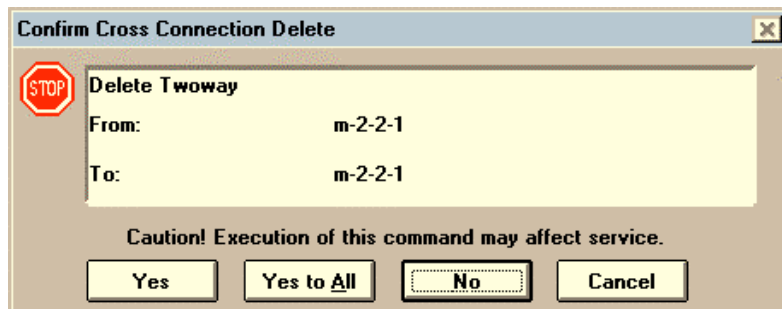 Confirm Cross Connection Delete
STOP
Delete Twoway
From: m-2-2-1
To: m-2-2-1
Caution! Execution of this command may affect service.
Yes Yes to All No Cancel